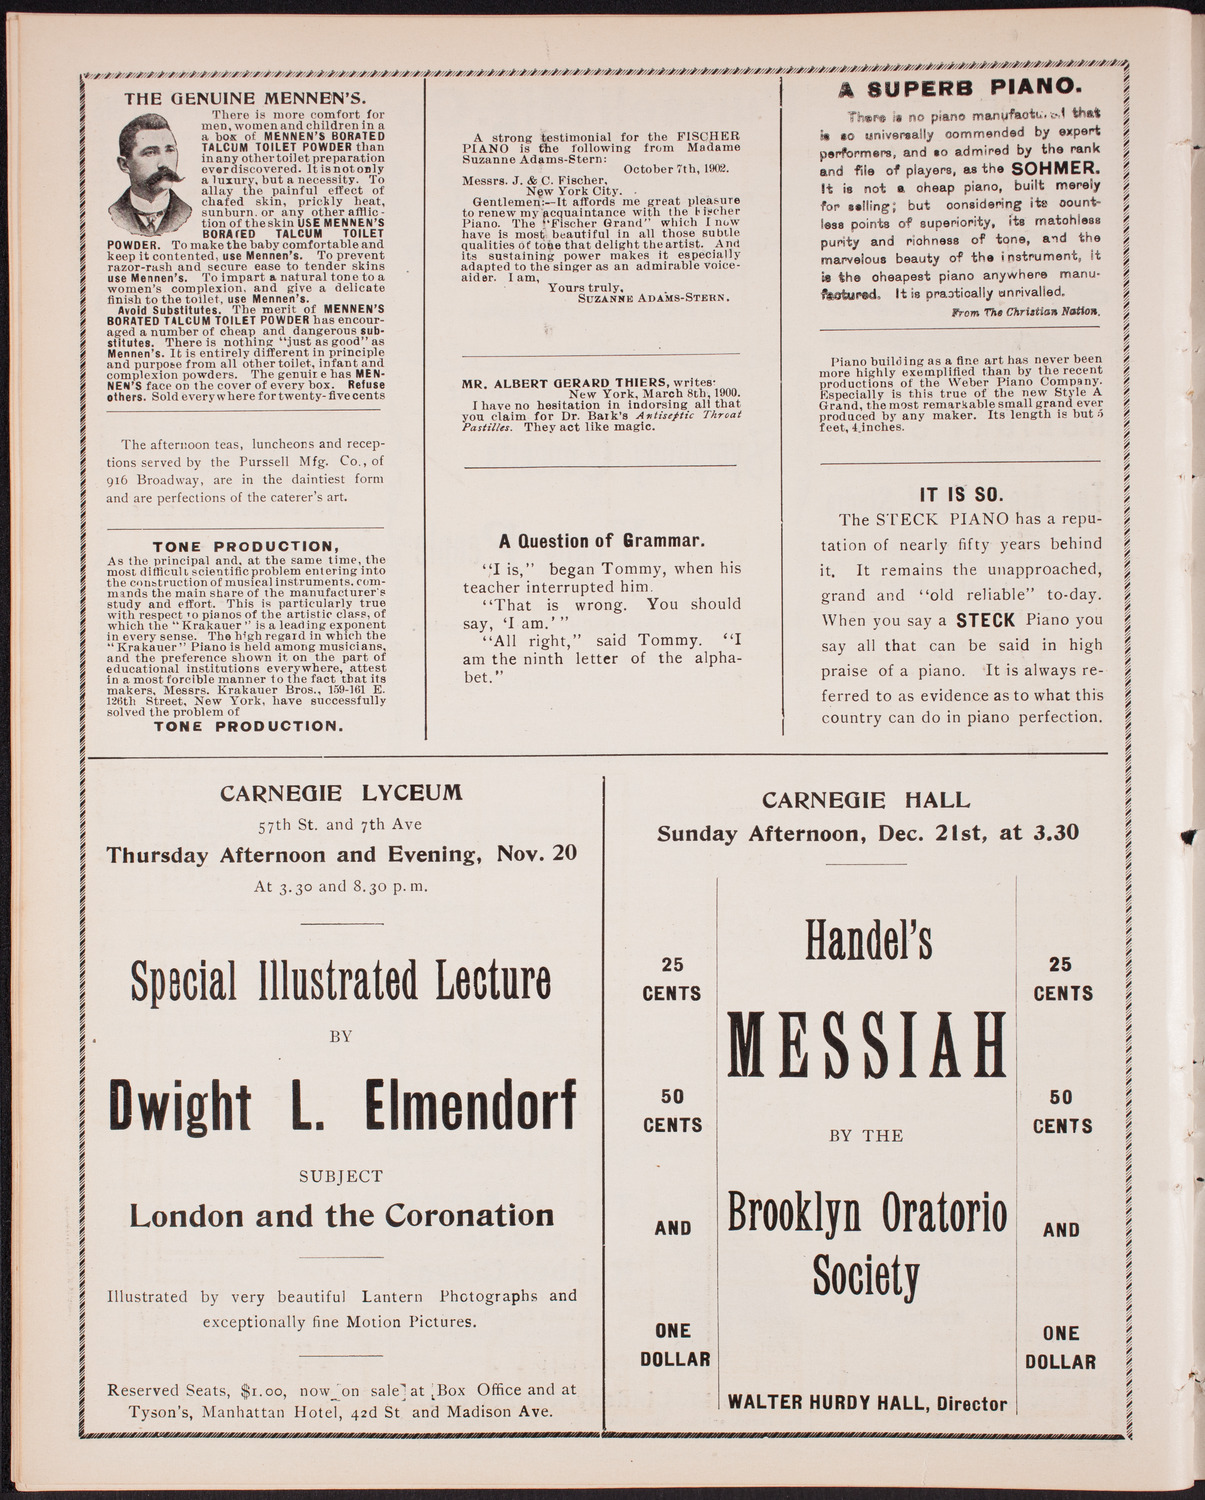 THE GENUINE MENNEN'S.
There is more comfort for
men, women and children in a
a box of MENNEN'S BORATED
TALCUM TOILET POWDER than
in any other toilet preparation
ever discovered. It is not only
a luxury, but a necessity. To
allay the painful effect of
chafed skin, prickly heat,
sunburn, or any other afflic-
tion of the skin USE MENNEN'S
BORATED TALCUM TOILET
POWDER. To make the baby comfortable and
keep it contented, use Mennen's. To prevent
razor-rash and secure ease to tender skins
use Mennen's. To impart a natural tone to a
women's complexion, and give a delicate
finish to the toilet, use Mennen's.
Avoid Substitutes. The merit of MENNEN'S
BORATED TALCUM TOILET POWDER has encour-
aged a number of cheap and dangerous sub-
stitutes. There is nothing "just as good" as
Mennen's. It is entirely different in principle
and purpose from all other toilet, infant and
complexion powders. The genuine has MEN-
NEN'S face on the cover of every box. Refuse
others. Sold everywhere for twenty-five cents
The afternoon teas, luncheons and recep-
tions served by the Purssell Mfg. Co., of
916 Broadway, are in the daintiest form
and are perfections of the caterer's art.
TONE PRODUCTION,
As the principal and, at the same time, the
most difficult scientific problem entering into
the construction of musical instruments, com-
mands the main share of the manufacturer's
study and effort. This is particularly true
with respect to pianos of the artistic class, of
which the "Krakauer" is a leading exponent
in every sense. The high regard in which the
"Krakauer" Piano is held among musicians,
and the preference shown it on the part of
educational institutions everywhere, attest
in a most forcible manner to the fact that its
makers, Messrs. Krakauer Bros., 159-161 E.
126th Street, New York, have successfully
solved the problem of
TONE PRODUCTION.
A strong testimonial for the FISCHER
PIANO is the following from Madame
Suzanne Adams-Stern:
October 7th, 1902.
Messrs. J. & C. Fischer,
New York City.
Gentlemen:—It affords me great pleasure
to renew my acquaintance with the Fischer
Piano. The "Fischer Grand" which I now
have is most beautiful in all those subtle
qualities of tone that delight the artist. And
its sustaining power makes it especially
adapted to the singer as an admirable voice-
aider. I am,
Yours truly,
SUZANNE ADAMS-STERN.
MR. ALBERT GERARD THIERS, writes:
New York, March 8th, 1900.
I have no hesitation in indorsing all that
you claim for Dr. Bark's Antiseptic Throat
Pastilles. They act like magic.
A Question of Grammar.
"I is," began Tommy, when his
teacher interrupted him.
"That is wrong. You should
say, 'I am.'"
"All right," said Tommy. "I
am the ninth letter of the alpha-
bet."
A SUPERB PIANO.
There is no piano manufactured that
is so universally commended by expert
performers, and so admired by the rank
and file of players, as the SOHMER.
It is not a cheap piano, built merely
for selling; but considering its count-
less points of superiority, its matchless
purity and richness of tone, and the
marvelous beauty of the instrument, it
is the cheapest piano anywhere manu-
factured. It is practically unrivalled.
From The Christian Nation.
Piano building as a fine art has never been
more highly exemplified than by the recent
productions of the Weber Piano Company.
Especially is this true of the new Style A
Grand, the most remarkable small grand ever
produced by any maker. Its length is but 5
feet, 4 inches.
IT IS SO.
The STECK PIANO has a repu-
tation of nearly fifty years behind
it. It remains the unapproached,
grand and "old reliable" to-day.
When you say a STECK Piano you
say all that can be said in high
praise of a piano. It is always re-
ferred to as evidence as to what this
country can do in piano perfection.
CARNEGIE LYCEUM
57th St. and 7th Ave
Thursday Afternoon and Evening, Nov. 20
At 3.30 and 8.30 p.m.
Special Illustrated Lecture
BY
Dwight L. Elmendorf
SUBJECT
London and the Coronation
Illustrated by very beautiful Lantern Photographs and
exceptionally fine Motion Pictures.
Reserved Seats, $1.00, now on sale at Box Office and at
Tyson's, Manhattan Hotel, 42d St and Madison Ave.
CARNEGIE HALL
Sunday Afternoon, Dec. 21st, at 3.30
25
CENTS
50
CENTS
AND
ONE
DOLLAR
Handel's
MESSIAH
BY THE
Brooklyn Oratorio
Society
WALTER HURDY HALL, Director
25
CENTS
50
CENTS
AND
ONE
DOLLAR